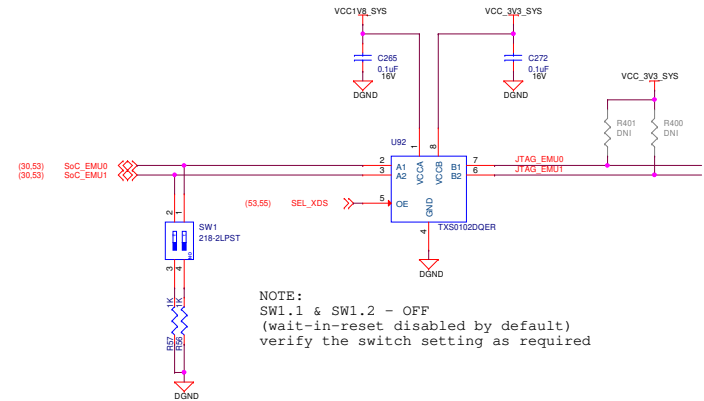 VCC1V8_SYS
VCC_3V3_SYS
C265
0.1uF
16V
DGND
C272
0.1uF
16V
DGND
VCC_3V3_SYS
R401
DNI
R400
DNI
U92
1
8
VCCA
VCCB
(30,53) SoC_EMU0
2 A1
B1 7 JTAG_EMU0
(30,53) SoC_EMU1
3 A2
B2 6 JTAG_EMU1
(53,55) SEL_XDS
5 OE
GND
4
TXS0102DQER
DGND
2
1
SW1
218-2LPST
3
4
1K
1K
R57
R56
DGND
NOTE:
SW1.1 & SW1.2 - OFF
(wait-in-reset disabled by default)
verify the switch setting as required